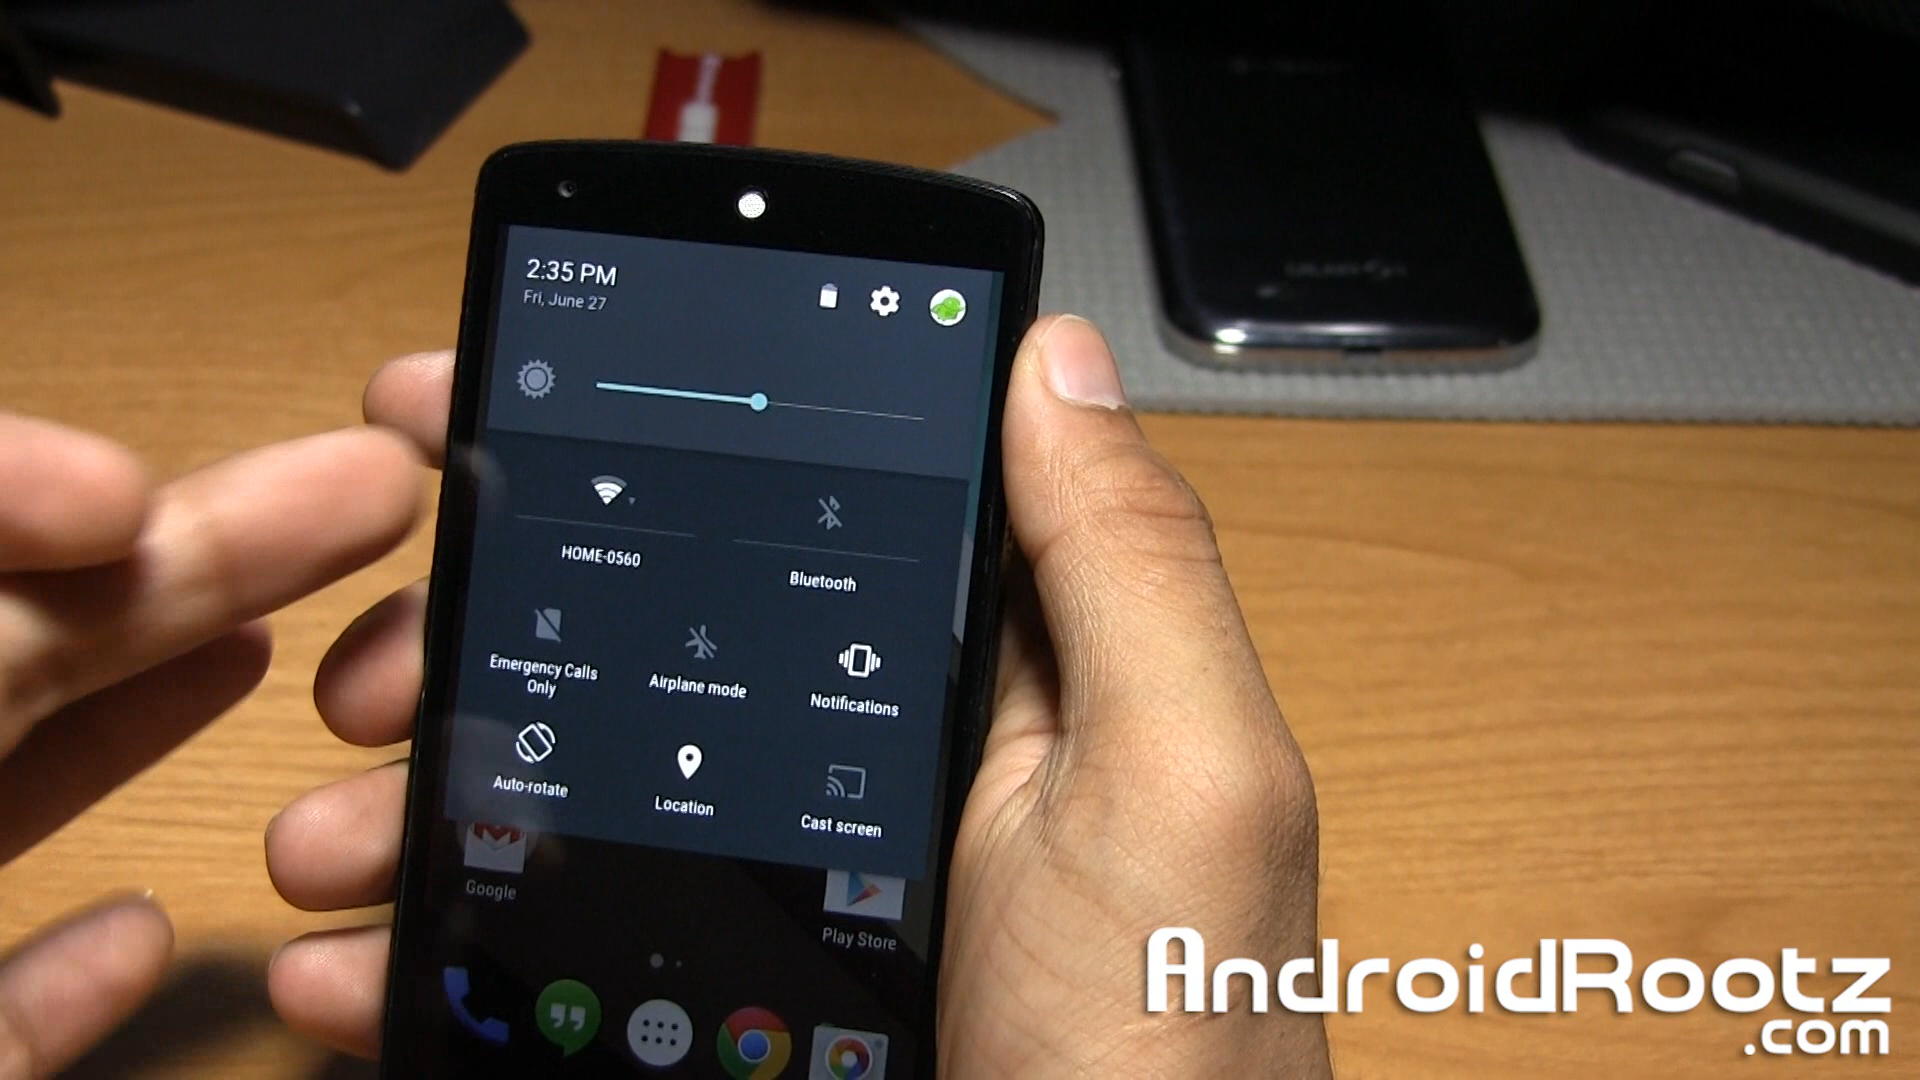 2:35 PM
Fri, June 27
HOME-0560
Bluetooth
Emergency Calls
Only
Airplane mode
Notifications
Auto-rotate
Location
Cast screen
Google
Play Store
AndroidRootz
.com